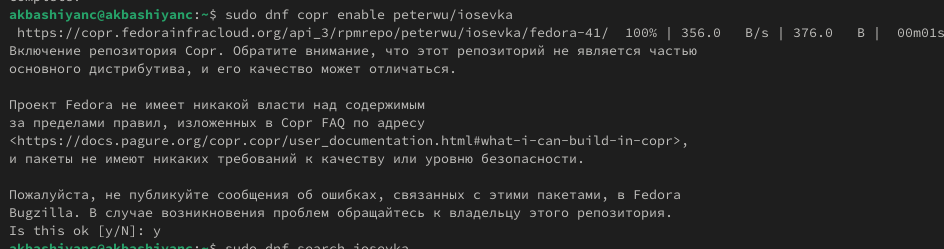 akbashiyanc@akbashiyanc:~$ sudo dnf copr enable peterwu/iosevka
https://copr.fedorainfracloud.org/api_3/rpmrepo/peterwu/iosevka/fedora-41/  100% | 356.0   B/s | 376.0   B |  00m01s
Включение репозитория Copr. Обратите внимание, что этот репозиторий не является частью
основного дистрибутива, и его качество может отличаться.

Проект Fedora не имеет никакой власти над содержимым
за пределами правил, изложенных в Copr FAQ по адресу
<https://docs.pagure.org/copr.copr/user_documentation.html#what-i-can-build-in-copr>,
и пакеты не имеют никаких требований к качеству или уровню безопасности.

Пожалуйста, не публикуйте сообщения об ошибках, связанных с этими пакетами, в Fedora
Bugzilla. В случае возникновения проблем обращайтесь к владельцу этого репозитория.
Is this ok [y/N]: y
akbashiyanc@akbashiyanc:~$ sudo dnf search iosevka